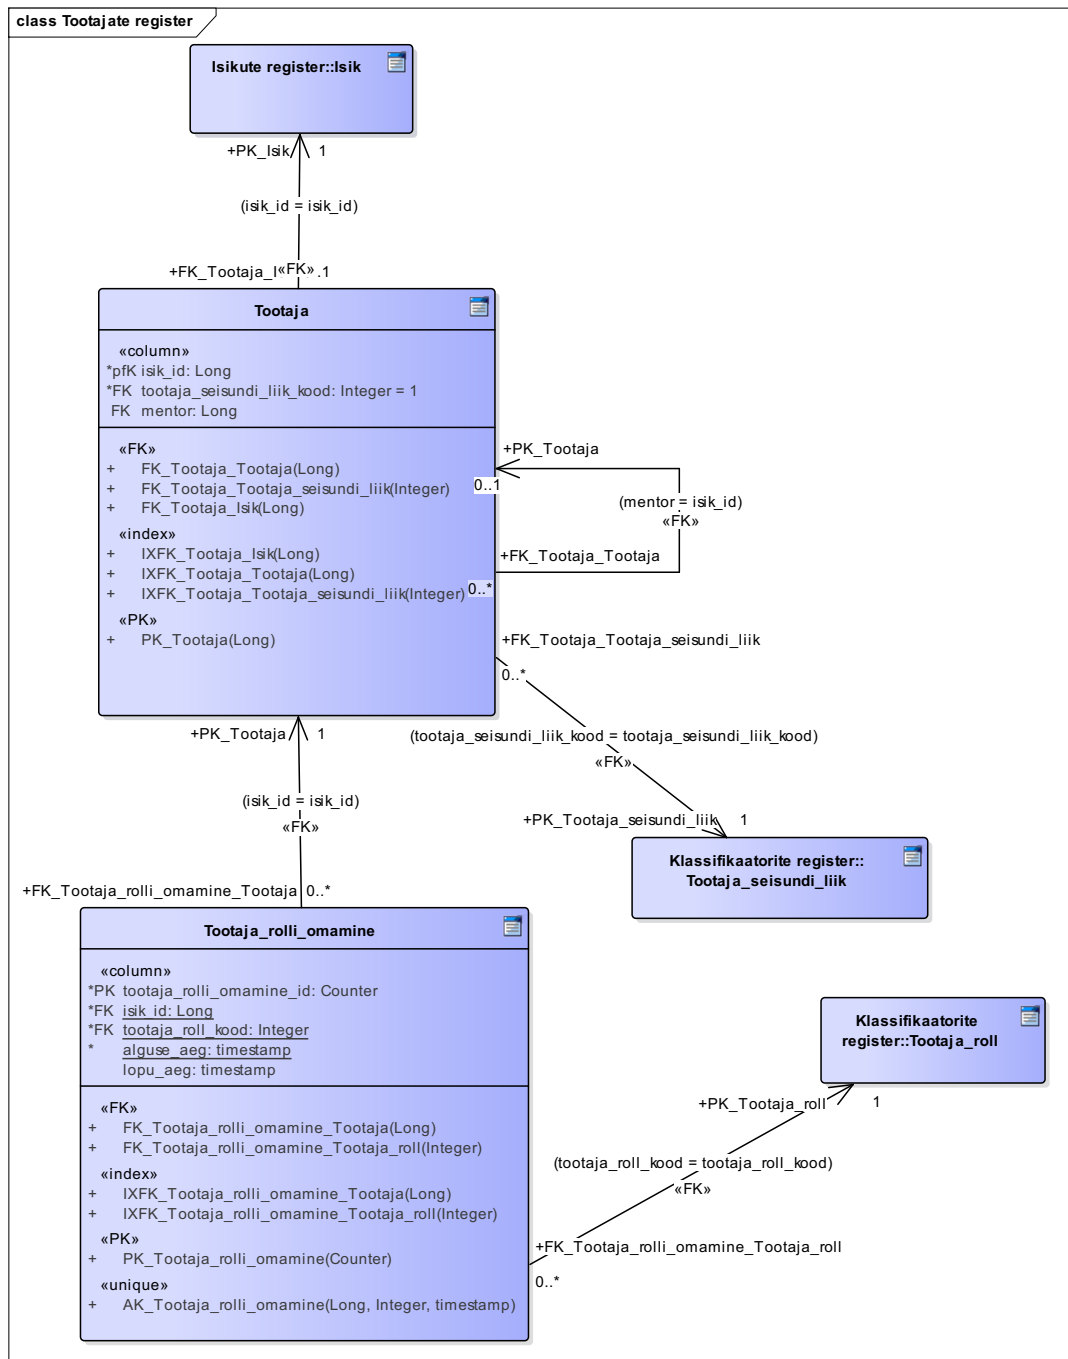 class Tootajate register
Isikute register::Isik
+PK_Isik
1
(isik_id = isik_id)
+FK_Tootaja_I
«FK»
.1
Tootaja
«column»
*pfK isik_id: Long
*FK tootaja_seisundi_liik_kood: Integer = 1
FK mentor: Long
«FK»
+ FK_Tootaja_Tootaja(Long)
+ FK_Tootaja_Tootaja_seisundi_liik(Integer)
+ FK_Tootaja_Isik(Long)
«index»
+ IXFK_Tootaja_Isik(Long)
+ IXFK_Tootaja_Tootaja(Long)
+ IXFK_Tootaja_Tootaja_seisundi_liik(Integer)
«PK»
+ PK_Tootaja(Long)
+PK_Tootaja
0..1
(mentor = isik_id)
«FK»
+FK_Tootaja_Tootaja
0..*
+FK_Tootaja_Tootaja_seisundi_liik
0..*
(tootaja_seisundi_liik_kood = tootaja_seisundi_liik_kood)
«FK»
+PK_Tootaja_seisundi_liik
1
Klassifikaatorite register::
Tootaja_seisundi_liik
+PK_Tootaja
1
(isik_id = isik_id)
«FK»
+FK_Tootaja_rolli_omamine_Tootaja
0..*
Tootaja_rolli_omamine
«column»
*PK tootaja_rolli_omamine_id: Counter
*FK isik_id: Long
*FK tootaja_roll_kood: Integer
* alguse_aeg: timestamp
lopu_aeg: timestamp
«FK»
+ FK_Tootaja_rolli_omamine_Tootaja(Long)
+ FK_Tootaja_rolli_omamine_Tootaja_roll(Integer)
«index»
+ IXFK_Tootaja_rolli_omamine_Tootaja(Long)
+ IXFK_Tootaja_rolli_omamine_Tootaja_roll(Integer)
«PK»
+ PK_Tootaja_rolli_omamine(Counter)
«unique»
+ AK_Tootaja_rolli_omamine(Long, Integer, timestamp)
Klassifikaatorite
register::Tootaja_roll
+PK_Tootaja_roll
1
(tootaja_roll_kood = tootaja_roll_kood)
«FK»
+FK_Tootaja_rolli_omamine_Tootaja_roll
0..*